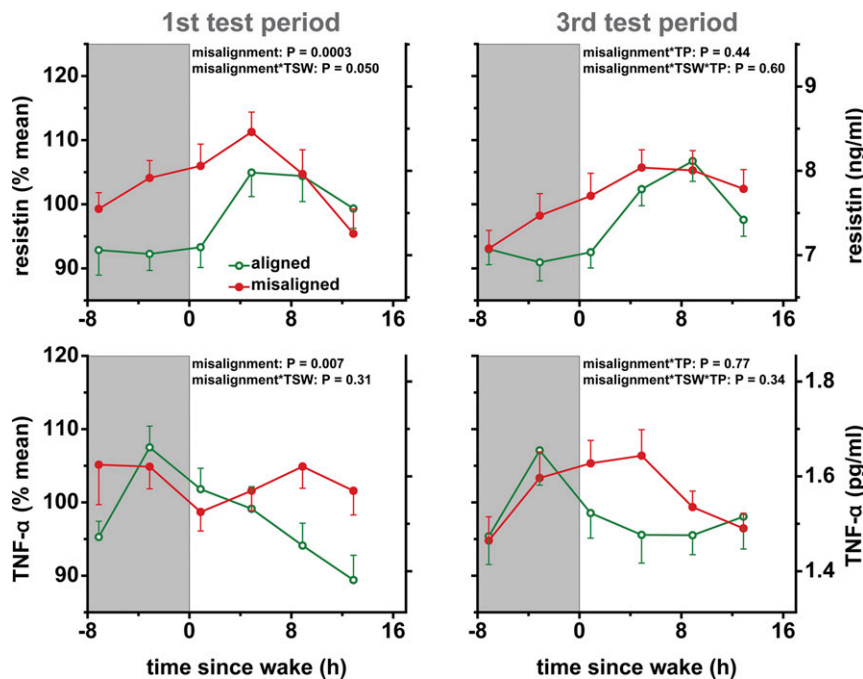 1st test period
3rd test period
misalignment: P = 0.0003
misalignment*TSW: P = 0.050
misalignment*TP: P = 0.44
misalignment*TSW*TP: P = 0.60
resistin (% mean)
120
110
100
90
aligned
misaligned
-8 0 8 16
-8 0 8 16
9
8
7
resistin (ng/ml)
misalignment: P = 0.007
misalignment*TSW: P = 0.31
misalignment*TP: P = 0.77
misalignment*TSW*TP: P = 0.34
TNF-α (% mean)
120
110
100
90
1.8
1.6
1.4
TNF-α (pg/ml)
-8 0 8 16
-8 0 8 16
time since wake (h)
time since wake (h)